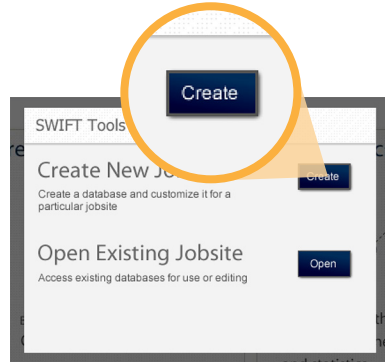 Create
SWIFT Tools
Create New Jo
Create
Create a database and customize it for a
particular jobsite
Open Existing Jobsite
Open
Access existing databases for use or editing